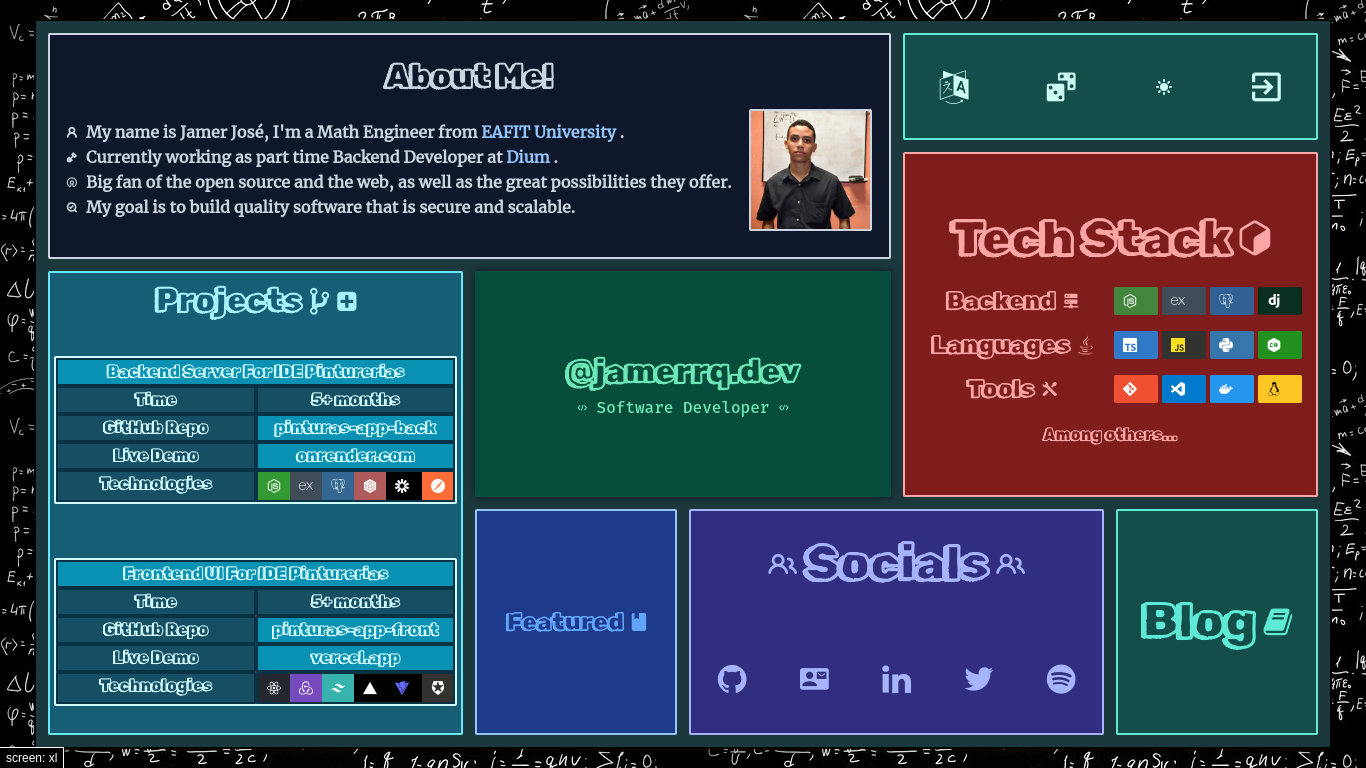 About Me!
My name is Jamer José, I'm a Math Engineer from EAFIT University .
Currently working as part time Backend Developer at Dium .
Big fan of the open source and the web, as well as the great possibilities they offer.
My goal is to build quality software that is secure and scalable.
Tech Stack
Backend
ex
dj
Languages
TS
JS
Tools
Among others...
Projects
Backend Server For IDE Pinturerias
Time
5+ months
GitHub Repo
pinturas-app-back
Live Demo
onrender.com
Technologies
ex
Frontend UI For IDE Pinturerias
Time
5+ months
GitHub Repo
pinturas-app-front
Live Demo
vercel.app
Technologies
@jamerrq.dev
Software Developer
Featured
Socials
in
Blog
screen: xl